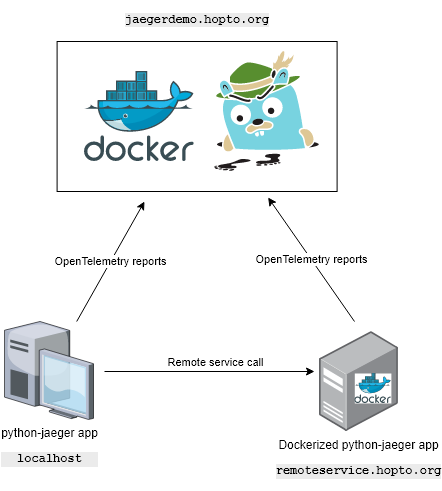 jaegerdemo.hopto.org
docker
OpenTelemetry reports
OpenTelemetry reports
Remote service call
docker
python-jaeger app
localhost
Dockerized python-jaeger app
remoteservice.hopto.org